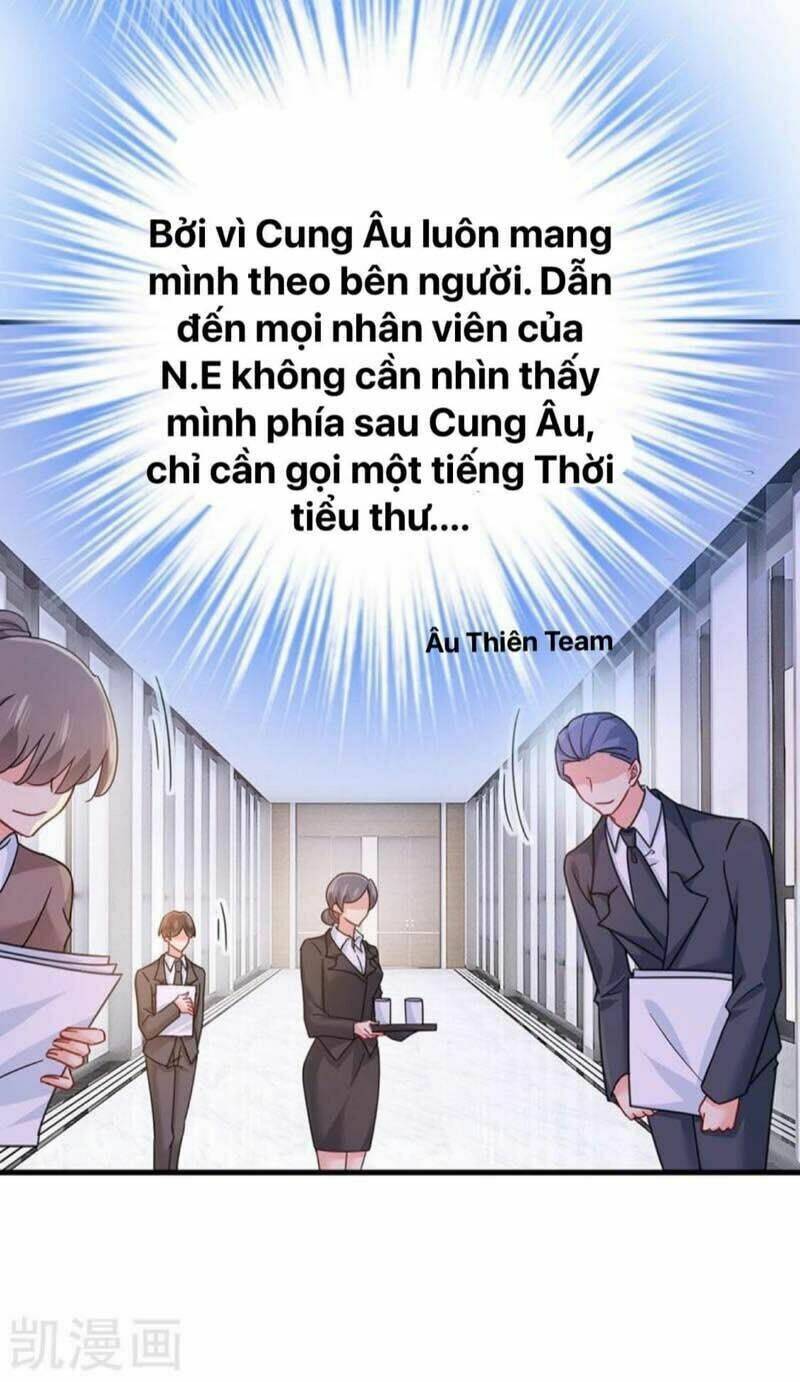 Bởi vì Cung Âu luôn mang
mình theo bên người. Dẫn
đến mọi nhân viên của
N.E không cần nhìn thấy
mình phía sau Cung Âu,
chỉ cần gọi một tiếng Thời
tiểu thư....
Âu Thiên Team
凯漫画